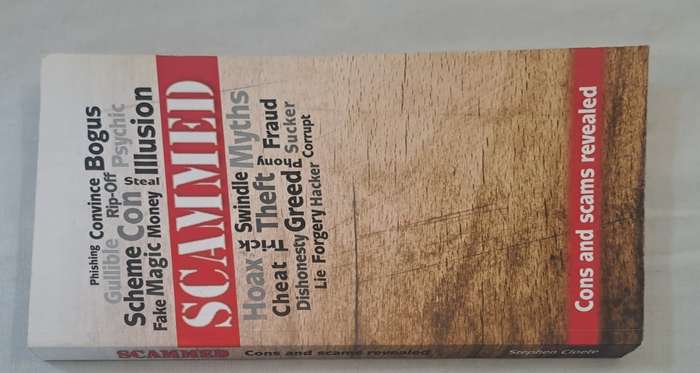 Phishing Convince Bogus
Gullible Rip-Off Psychic
Scheme Con Steal Illusion
Fake Magic Money
SCAMMED
Hoax Swindle Myths
Cheat Theft Phony Fraud
Dishonesty Greed Sucker
Lie Forgery Hacker Corrupt
Cons and scams revealed
SCAMMED Cons and scams revealed Stephen Cloete